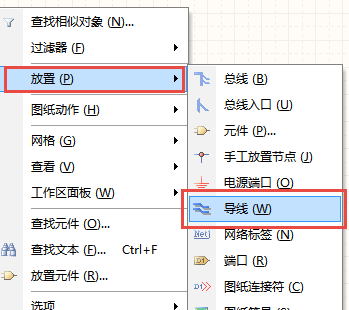 查找相似对象 (N)...
过滤器 (F)
放置 (P)
图纸动作 (H)
网格 (G)
查看 (V)
工作区面板 (W)
查找元件 (O)...
查找文本 (F)... Ctrl+F
放置元件 (R)...
选项
总线 (B)
总线入口 (U)
元件 (P)...
手工放置节点 (J)
电源端口 (O)
导线 (W)
Net 网络标签 (N)
D1 端口 (R)
D1 图纸连接符 (C)